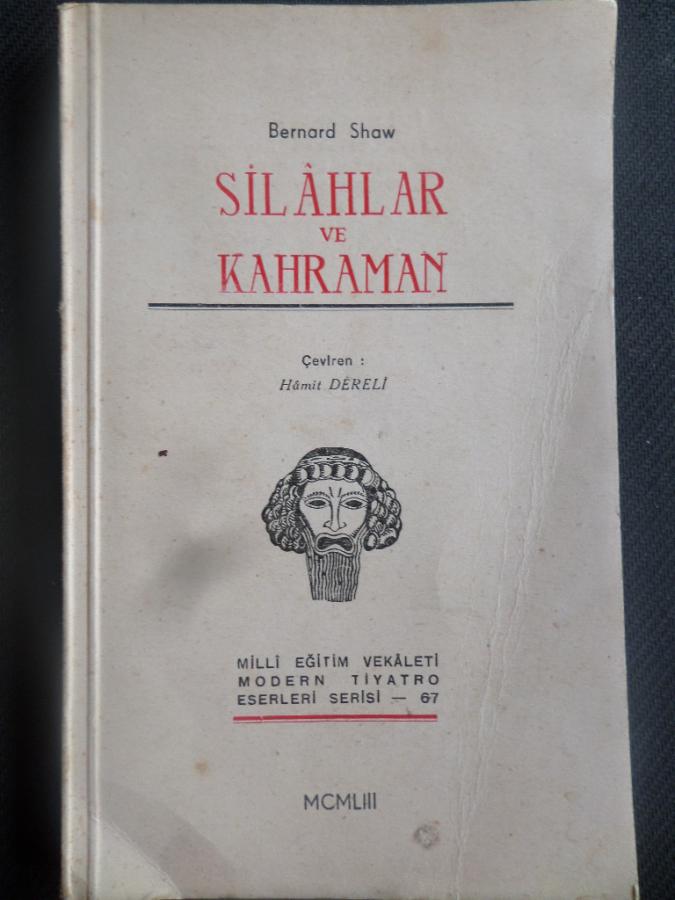 Bernard Shaw
SİLÂHLAR
VE
KAHRAMAN
Çeviren :
Hâmit DERELİ
MİLLÎ EĞİTİM VEKÂLETİ
MODERN TİYATRO
ESERLERİ SERİSİ — 67
MCMLIII